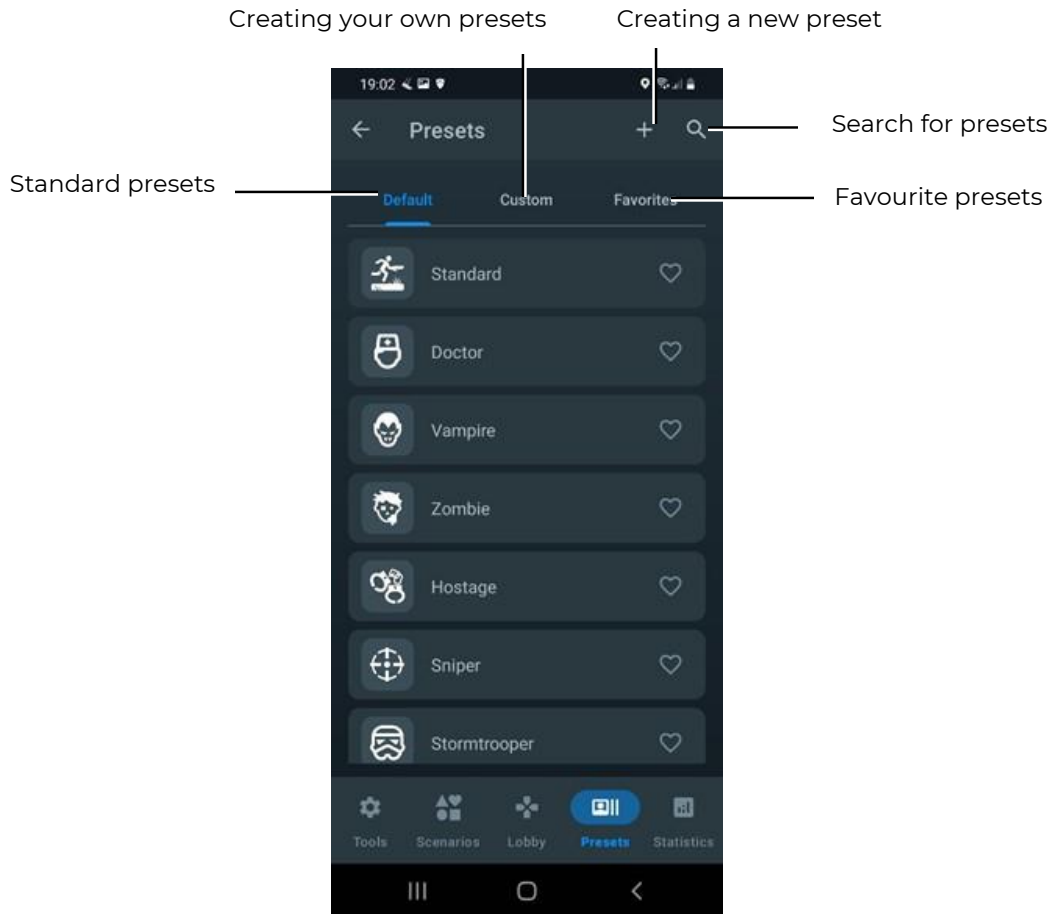 Creating your own presets
Creating a new preset
19:02
Presets
Search for presets
Standard presets
Default
Custom
Favorites
Favourite presets
Standard
Doctor
Vampire
Zombie
Hostage
Sniper
Stormtrooper
Tools
Scenarios
Lobby
Presets
Statistics